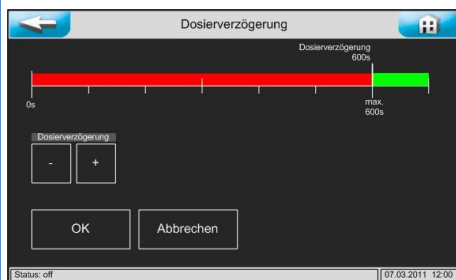 Dosierverzögerung
Dosierverzögerung
600s
0s
max.
600s
Dosierverzögerung
- +
OK Abbrechen
Status: off 07.03.2011 12:00